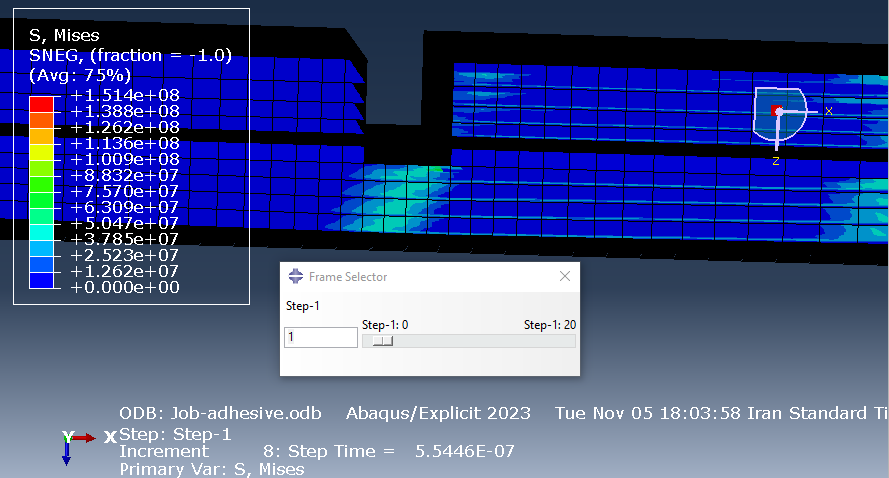 S, Mises
SNEG, (fraction = -1.0)
(Avg: 75%)
+1.514e+08
+1.388e+08
+1.262e+08
+1.136e+08
+1.009e+08
+8.832e+07
+7.570e+07
+6.309e+07
+5.047e+07
+3.785e+07
+2.523e+07
+1.262e+07
+0.000e+00
X
Z
Frame Selector
Step-1
Step-1: 0 Step-1: 20
1
ODB: Job-adhesive.odb Abaqus/Explicit 2023 Tue Nov 05 18:03:58 Iran Standard Ti
Y X Step: Step-1
Increment 8: Step Time = 5.5446E-07
Primary Var: S, Mises